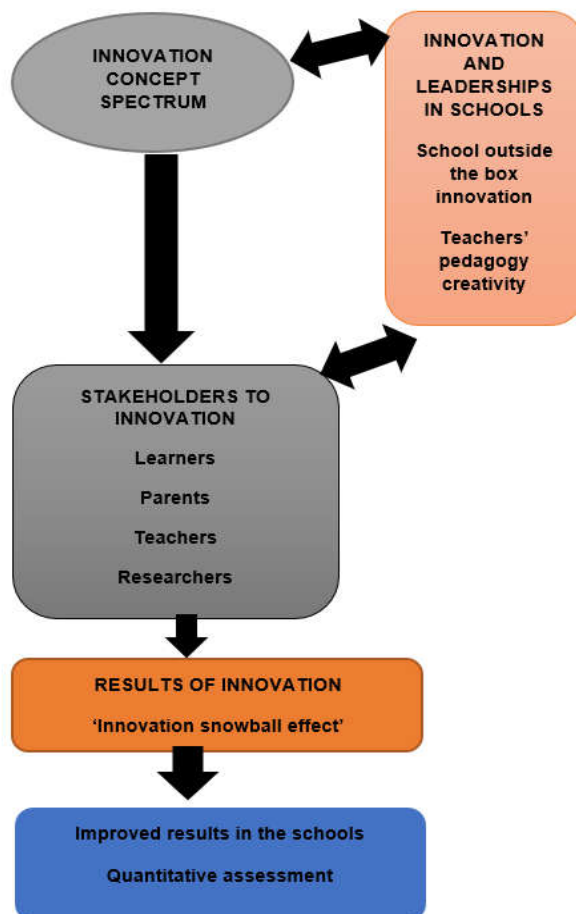 INNOVATION
CONCEPT
SPECTRUM
INNOVATION
AND
LEADERSHIPS
IN SCHOOLS
School outside
the box
innovation
Teachers’
pedagogy
creativity
STAKEHOLDERS TO
INNOVATION
Learners
Parents
Teachers
Researchers
RESULTS OF INNOVATION
‘Innovation snowball effect’
Improved results in the schools
Quantitative assessment